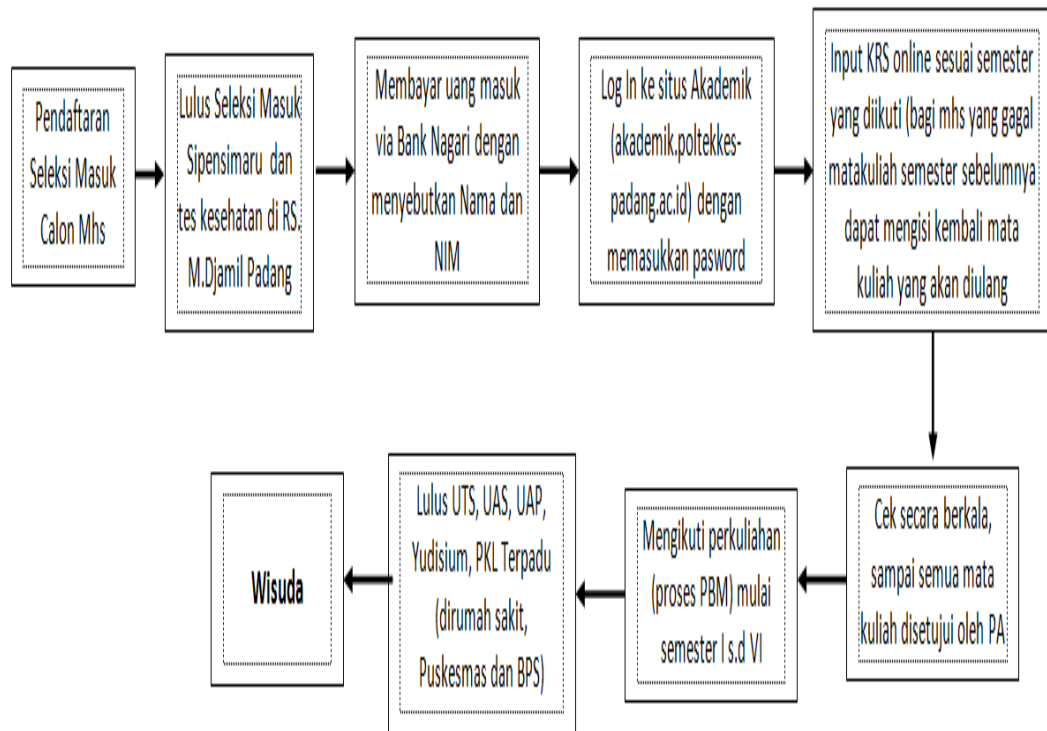 Pendaftaran
Seleksi Masuk
Calon Mhs
Lulus Seleksi Masuk
Sipensimaru dan
tes kesehatan di RS.
M.Djamil Padang
Membayar uang masuk
via Bank Nagari dengan
menyebutkan Nama dan
NIM
Log In ke situs Akademik
(akademik.poltekkes-
padang.ac.id) dengan
memasukkan pasword
Input KRS online sesuai semester
yang diikuti (bagi mhs yang gagal
matakuliah semester sebelumnya
dapat mengisi kembali mata
kuliah yang akan diulang
Cek secara berkala,
sampai semua mata
kuliah disetujui oleh PA
Mengikuti perkuliahan
(proses PBM) mulai
semester I s.d VI
Lulus UTS, UAS, UAP,
Yudisium, PKL Terpadu
(dirumah sakit,
Puskesmas dan BPS)
Wisuda